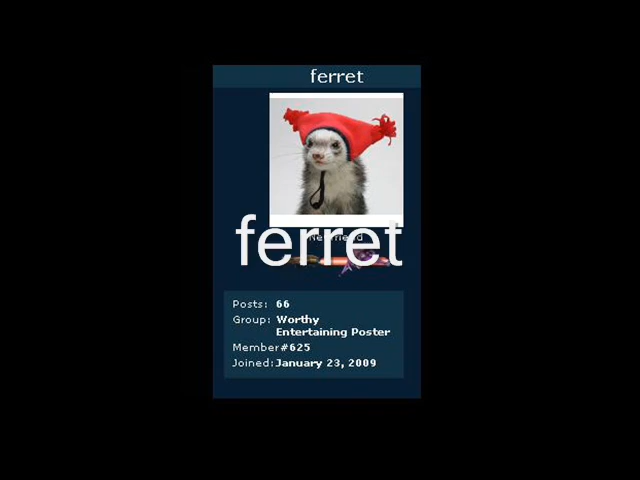 ferret
ferret
Posts: 66
Group: Worthy
Entertaining Poster
Member#625
Joined:January 23, 2009